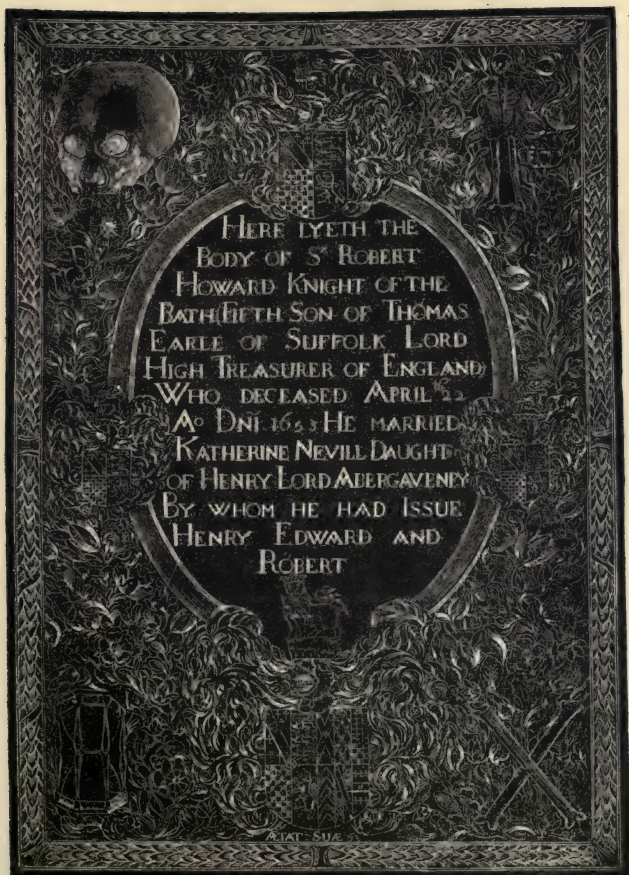 HERE LYETH THE
BODY OF Sʳ ROBERT
HOWARD KNIGHT OF THE
BATH (FIFTH SON OF THOMAS
EARLE OF SUFFOLK LORD
HIGH TREASURER OF ENGLAND)
WHO DECEASED APRIL 22
Aᵒ DNI 1653 HE MARRIED
KATHERINE NEVILL DAUGHT
OF HENRY LORD ABERGAVENEY
BY WHOM HE HAD ISSUE
HENRY EDWARD AND
ROBERT
ÆTAT SUÆ